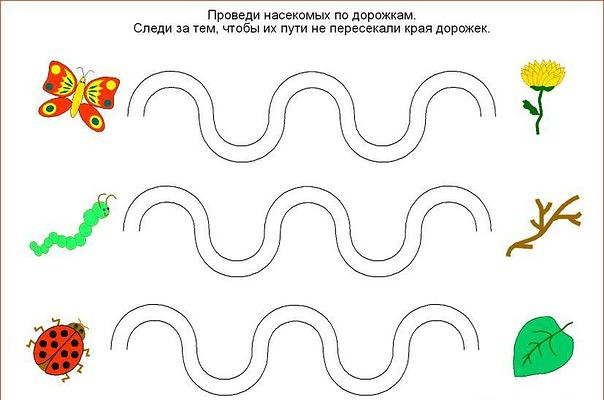 Проведи насекомых по дорожкам.
Следи за тем, чтобы их пути не пересекали края дорожек.